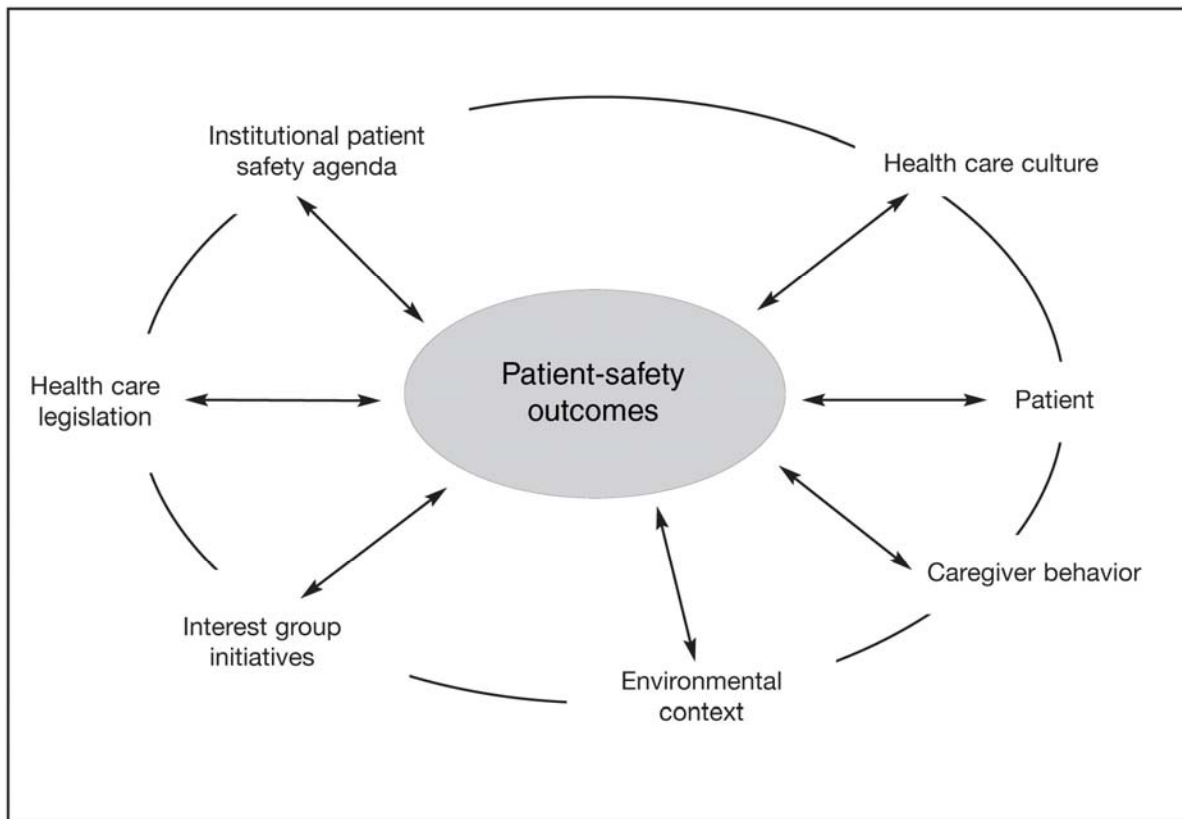 Institutional patient
safety agenda
Health care culture
Health care
legislation
Patient-safety
outcomes
Patient
Caregiver behavior
Interest group
initiatives
Environmental
context